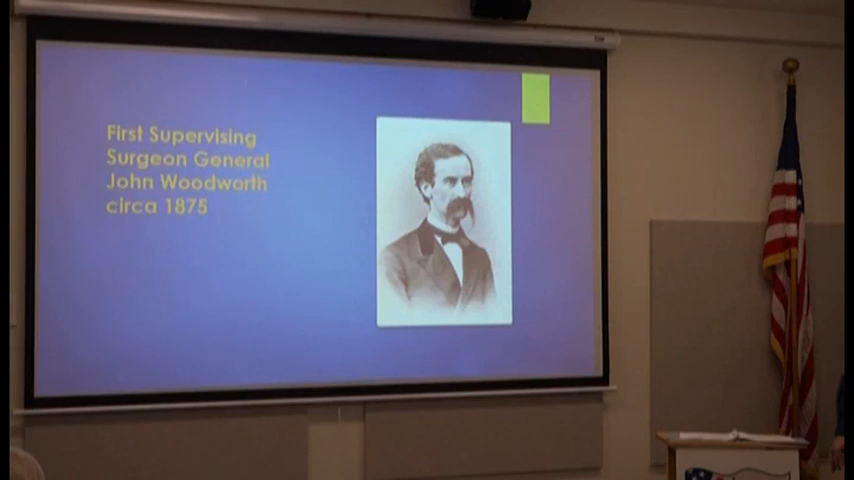 First Supervising
Surgeon General
John Woodworth
circa 1875